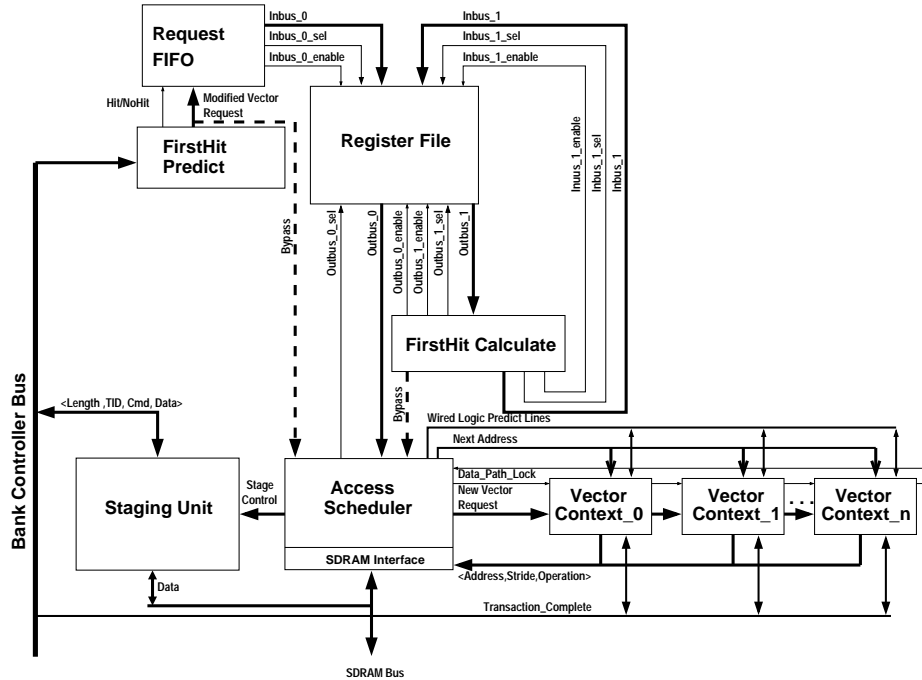 Inbus_0
Inbus_0_sel
Inbus_0_enable
Inbus_1
Inbus_1_sel
Inbus_1_enable
Request
FIFO
Hit/NoHit
Modified Vector
Request
FirstHit
Predict
Register File
Inuus_1_enable
Inbus_1_sel
Inbus_1
Bypass
Outbus_0_sel
Outbus_0
Outbus_0_enable
Outbus_1_enable
Outbus_1_sel
Outbus_1
FirstHit Calculate
Bypass
Bank Controller Bus
<Length ,TID, Cmd, Data>
Wired Logic Predict Lines
Next Address
Staging Unit
Stage
Control
Access
Scheduler
SDRAM Interface
Data_Path_Lock
New Vector
Request
Vector
Context_0
Vector
Context_1
. . .
Vector
Context_n
<Address,Stride,Operation>
Data
Transaction_Complete
SDRAM Bus